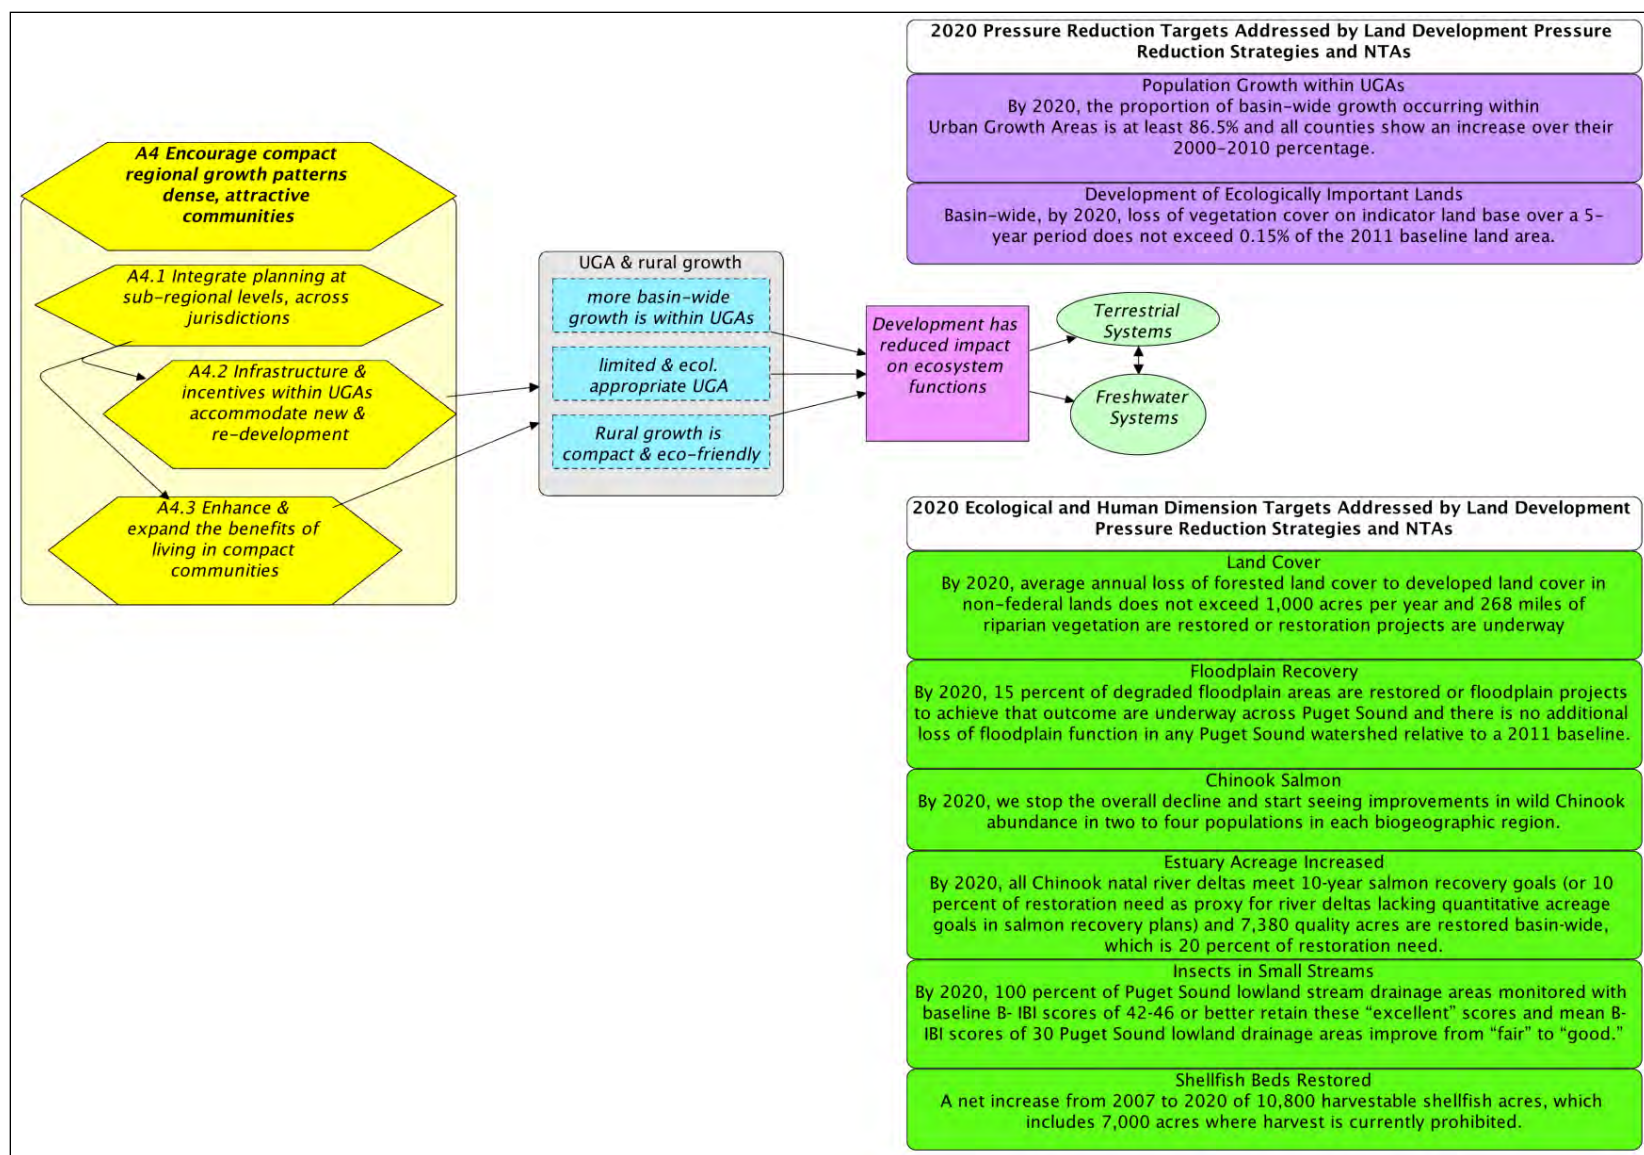 2020 Pressure Reduction Targets Addressed by Land Development Pressure
Reduction Strategies and NTAs
Population Growth within UGAs
By 2020, the proportion of basin-wide growth occurring within
Urban Growth Areas is at least 86.5% and all counties show an increase over their
2000-2010 percentage.
Development of Ecologically Important Lands
Basin-wide, by 2020, loss of vegetation cover on indicator land base over a 5-
year period does not exceed 0.15% of the 2011 baseline land area.
A4 Encourage compact
regional growth patterns
dense, attractive
communities
A4.1 Integrate planning at
sub-regional levels, across
jurisdictions
A4.2 Infrastructure &
incentives within UGAs
accommodate new &
re-development
A4.3 Enhance &
expand the benefits of
living in compact
communities
UGA & rural growth
more basin-wide
growth is within UGAs
limited & ecol.
appropriate UGA
Rural growth is
compact & eco-friendly
Development has
reduced impact
on ecosystem
functions
Terrestrial
Systems
Freshwater
Systems
2020 Ecological and Human Dimension Targets Addressed by Land Development
Pressure Reduction Strategies and NTAs
Land Cover
By 2020, average annual loss of forested land cover to developed land cover in
non-federal lands does not exceed 1,000 acres per year and 268 miles of
riparian vegetation are restored or restoration projects are underway
Floodplain Recovery
By 2020, 15 percent of degraded floodplain areas are restored or floodplain projects
to achieve that outcome are underway across Puget Sound and there is no additional
loss of floodplain function in any Puget Sound watershed relative to a 2011 baseline.
Chinook Salmon
By 2020, we stop the overall decline and start seeing improvements in wild Chinook
abundance in two to four populations in each biogeographic region.
Estuary Acreage Increased
By 2020, all Chinook natal river deltas meet 10-year salmon recovery goals (or 10
percent of restoration need as proxy for river deltas lacking quantitative acreage
goals in salmon recovery plans) and 7,380 quality acres are restored basin-wide,
which is 20 percent of restoration need.
Insects in Small Streams
By 2020, 100 percent of Puget Sound lowland stream drainage areas monitored with
baseline B- IBI scores of 42-46 or better retain these “excellent” scores and mean B-
IBI scores of 30 Puget Sound lowland drainage areas improve from “fair” to “good.”
Shellfish Beds Restored
A net increase from 2007 to 2020 of 10,800 harvestable shellfish acres, which
includes 7,000 acres where harvest is currently prohibited.